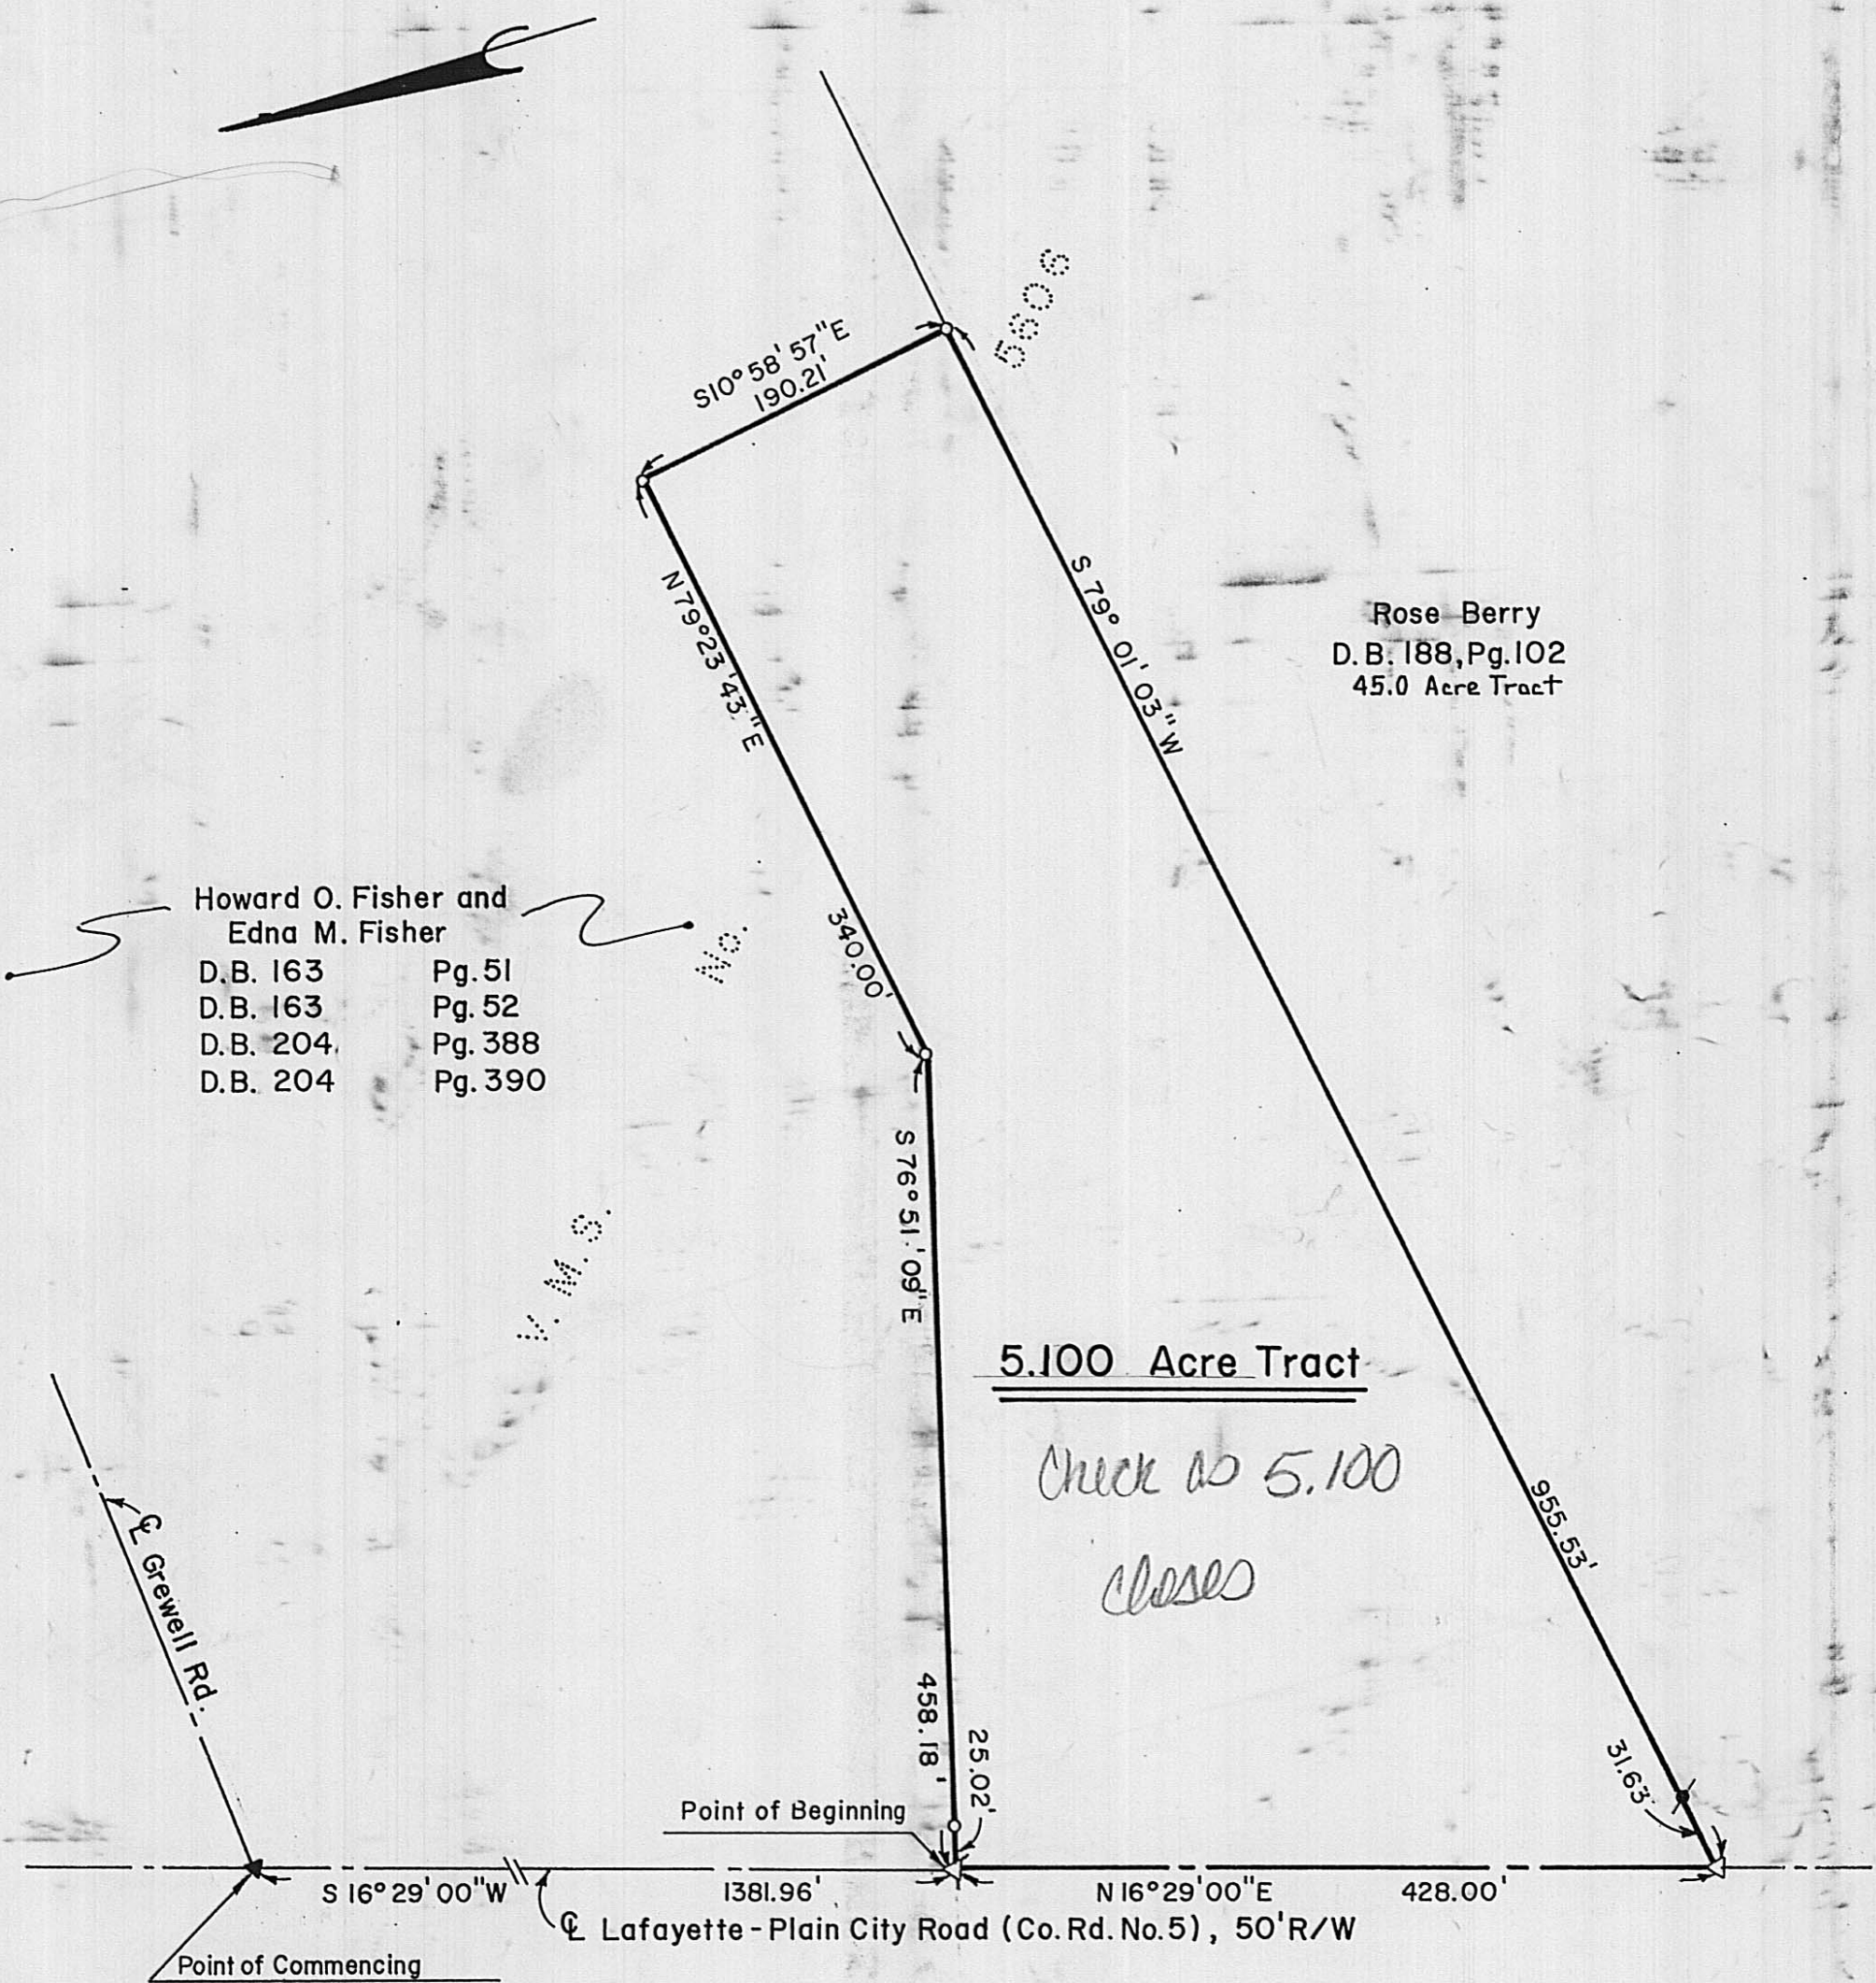 5506
S10°58'57"E
190.21'
S 79° 01' 03" W
N 79°23'43"E
Rose Berry
D.B. 188, Pg. 102
45.0 Acre Tract
Howard O. Fisher and
Edna M. Fisher
D.B. 163 Pg. 51
D.B. 163 Pg. 52
D.B. 204 Pg. 388
D.B. 204 Pg. 390
No.
340.00'
V. M. S.
S 76°51'09"E
5.100 Acre Tract
Check as 5.100
closes
955.53'
℄ Grewell Rd.
458.18'
25.02'
31.63'
Point of Beginning
S 16°29'00"W
1381.96'
N 16°29'00"E
428.00'
℄ Lafayette - Plain City Road (Co. Rd. No. 5), 50' R/W
Point of Commencing